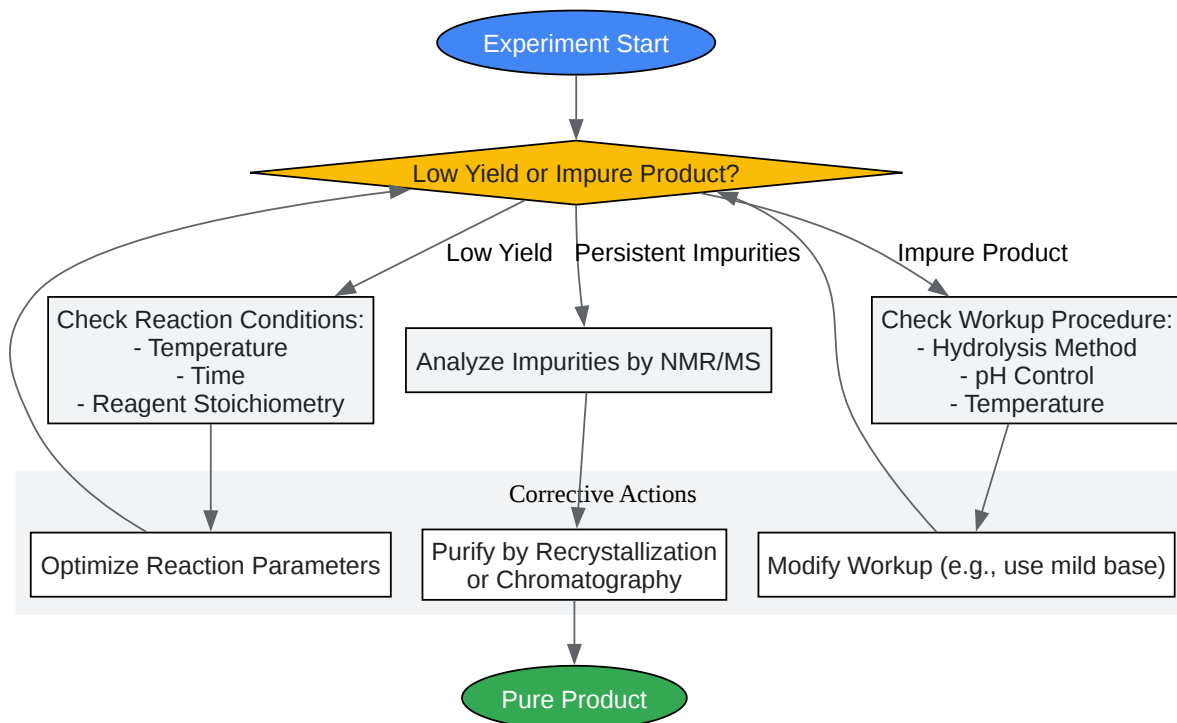 Experiment Start
Low Yield or Impure Product?
Low Yield
Persistent Impurities
Impure Product
Check Reaction Conditions:
- Temperature
- Time
- Reagent Stoichiometry
Analyze Impurities by NMR/MS
Check Workup Procedure:
- Hydrolysis Method
- pH Control
- Temperature
Corrective Actions
Optimize Reaction Parameters
Purify by Recrystallization
or Chromatography
Modify Workup (e.g., use mild base)
Pure Product